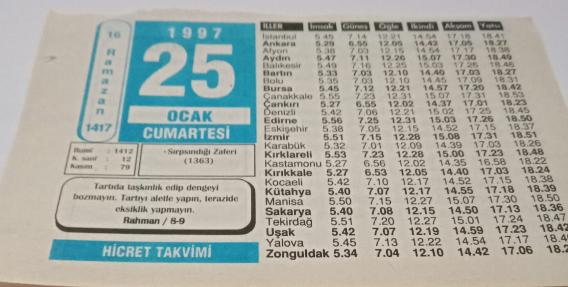 16
Ramazan
1417
1997
25
OCAK
CUMARTESİ
Rumi : 1412
K. sani : 12
Kasım : 79
- Sırpsındığı Zaferi
(1363)
Tartıda taşkınlık edip dengeyi
bozmayın. Tartıyı aletle yapın, terazide
eksiklik yapmayın.
Rahman / 8-9
HİCRET TAKVİMİ
İLLER İmsak Güneş Öğle İkindi Akşam Yatsı
İstanbul 5.45 7.14 12.21 14.54 17.18 18.41
Ankara 5.29 6.55 12.05 14.42 17.05 18.27
Afyon 5.38 7.03 12.15 14.54 17.17 18.38
Aydın 5.47 7.11 12.26 15.07 17.30 18.49
Balıkesir 5.49 7.16 12.25 15.03 17.26 18.48
Bartın 5.33 7.03 12.10 14.40 17.03 18.27
Bolu 5.35 7.03 12.10 14.45 17.09 18.31
Bursa 5.45 7.12 12.21 14.57 17.20 18.42
Çanakkale 5.55 7.23 12.31 15.07 17.31 18.53
Çankırı 5.27 6.55 12.02 14.37 17.01 18.23
Denizli 5.42 7.06 12.21 15.02 17.25 18.45
Edirne 5.56 7.25 12.31 15.03 17.26 18.50
Eskişehir 5.38 7.05 12.15 14.52 17.15 18.37
İzmir 5.51 7.15 12.28 15.08 17.31 18.51
Karabük 5.32 7.01 12.09 14.39 17.03 18.26
Kırklareli 5.53 7.23 12.28 15.00 17.23 18.48
Kastamonu 5.27 6.56 12.02 14.35 16.58 18.22
Kırıkkale 5.27 6.53 12.05 14.40 17.03 18.24
Kocaeli 5.42 7.10 12.17 14.52 17.15 18.38
Kütahya 5.40 7.07 12.17 14.55 17.18 18.39
Manisa 5.50 7.15 12.27 15.07 17.30 18.50
Sakarya 5.40 7.08 12.15 14.50 17.13 18.36
Tekirdağ 5.51 7.20 12.27 15.01 17.24 18.47
Uşak 5.42 7.07 12.19 14.59 17.23 18.42
Yalova 5.45 7.13 12.22 14.54 17.17
Zonguldak 5.34 7.04 12.10 14.42 17.06